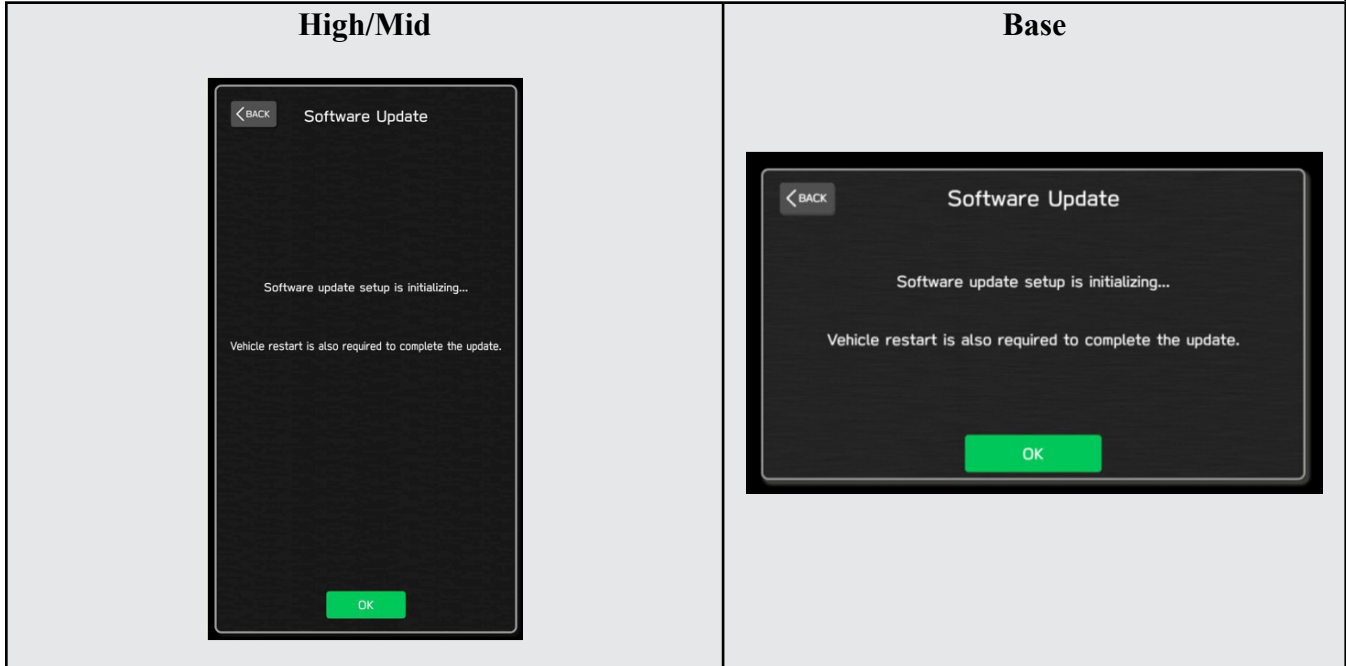 High/Mid
BACK
Software Update
Software update setup is initializing...
Vehicle restart is also required to complete the update.
OK
Base
BACK
Software Update
Software update setup is initializing...
Vehicle restart is also required to complete the update.
OK